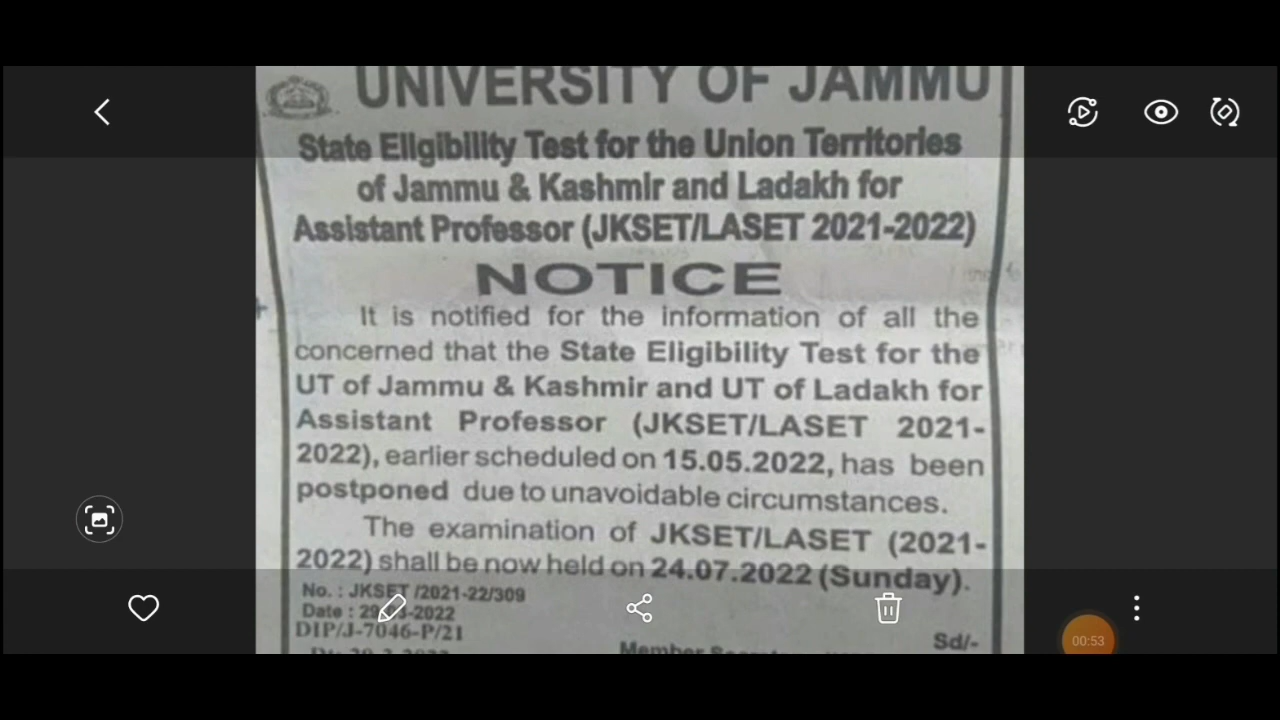 UNIVERSITY OF JAMMU
State Eligibility Test for the Union Territories
of Jammu & Kashmir and Ladakh for
Assistant Professor (JKSET/LASET 2021-2022)
NOTICE
It is notified for the information of all the
concerned that the State Eligibility Test for the
UT of Jammu & Kashmir and UT of Ladakh for
Assistant Professor (JKSET/LASET 2021-
2022), earlier scheduled on 15.05.2022, has been
postponed due to unavoidable circumstances.
The examination of JKSET/LASET (2021-
2022) shall be now held on 24.07.2022 (Sunday).
No. : JKSET /2021-22/309
Date : 2022
DIP/J-7046-P/21
Sd/-
Member
00:53